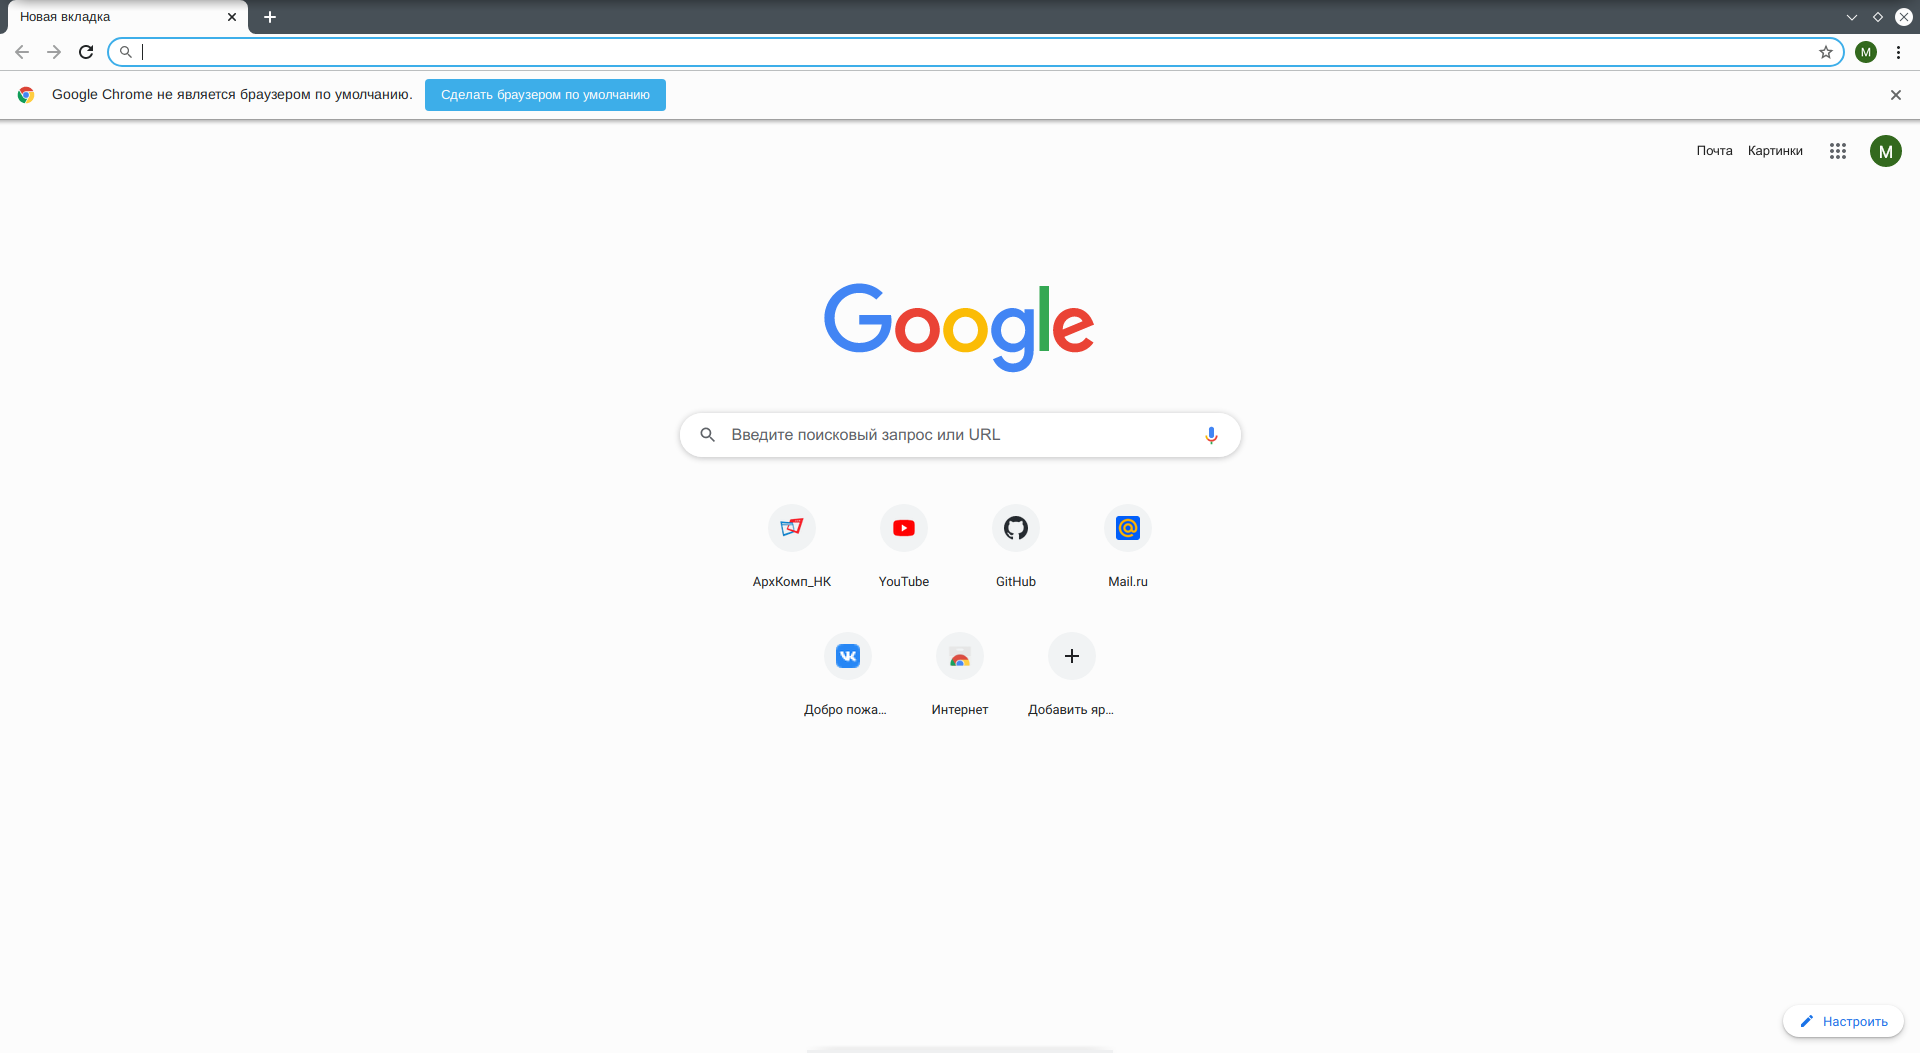 Новая вкладка
M
Google Chrome не является браузером по умолчанию. Сделать браузером по умолчанию
Почта Картинки M
Google
Введите поисковый запрос или URL
АрхКомп_НК YouTube GitHub Mail.ru
Добро пожа... Интернет Добавить яр...
Настроить